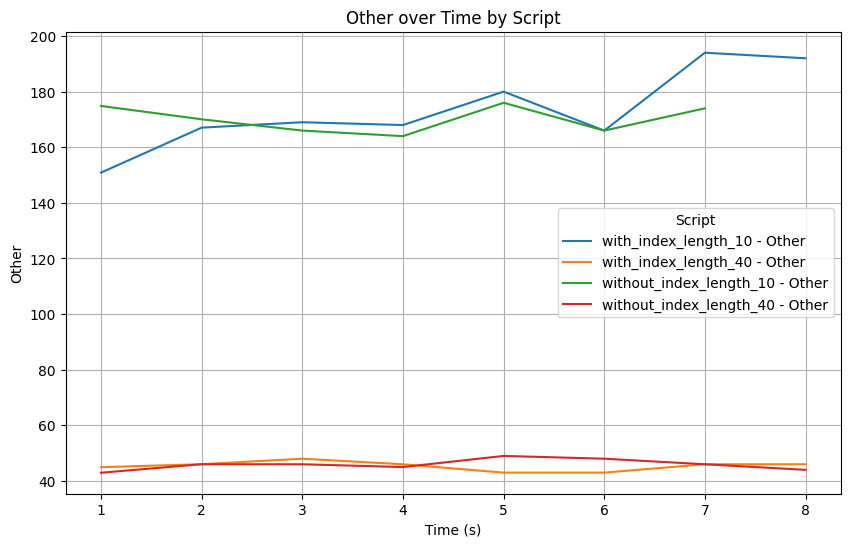 Other over Time by Script
200
180
160
140
120
100
80
60
40
Other
Script
with_index_length_10 - Other
with_index_length_40 - Other
without_index_length_10 - Other
without_index_length_40 - Other
1 2 3 4 5 6 7 8
Time (s)